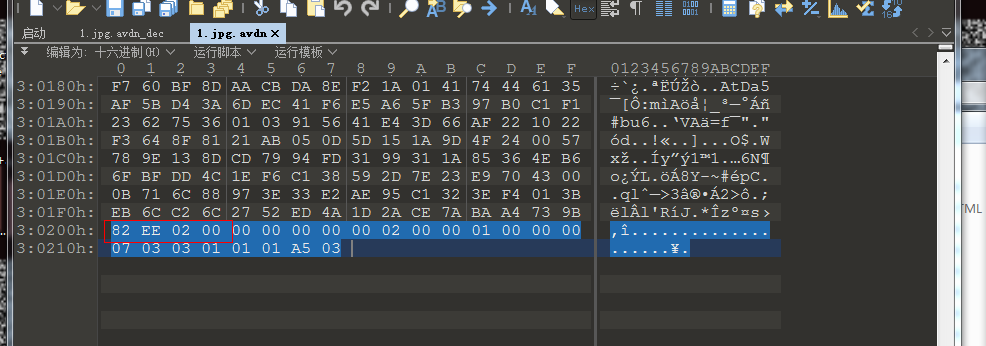 启动 1.jpg.avdn_dec 1.jpg.avdn ×
编辑为: 十六进制(H) 运行脚本 运行模板
0 1 2 3 4 5 6 7 8 9 A B C D E F 0123456789ABCDEF
3:0180h: F7 60 BF 8D AA CB DA 8E F2 1A 01 41 74 44 61 35 ÷`¿.ªËÚŽò..AtDa5
3:0190h: AF 5B D4 3A 6D EC 41 F6 E5 A6 5F B3 97 B0 C1 F1 ¯[Ô:mìAöå¦_³—°Áñ
3:01A0h: 23 62 75 36 01 03 91 56 41 E4 3D 66 AF 22 10 22 #bu6..‘VAä=f¯"."
3:01B0h: F3 64 8F 81 21 AB 05 0D 5D 15 1A 9D 4F 24 00 57 ód..!«..]...O$.W
3:01C0h: 78 9E 13 8D CD 79 94 FD 31 99 31 1A 85 36 4E B6 xž..Íy”ý1™1.…6N¶
3:01D0h: 6F BF DD 4C 1E F6 C1 38 59 2D 7E 23 E9 70 43 00 o¿ÝL.öÁ8Y-~#épC.
3:01E0h: 0B 71 6C 88 97 3E 33 E2 AE 95 C1 32 3E F4 01 3B .qlˆ—>3â®•Á2>ô.;
3:01F0h: EB 6C C2 6C 27 52 ED 4A 1D 2A CE 7A BA A4 73 9B ëlÂl'RíJ.*Îzº¤s›
3:0200h: 82 EE 02 00 00 00 00 00 00 02 00 00 01 00 00 00 ‚î..............
3:0210h: 07 03 03 01 01 01 A5 03 ......¥.
Hex
TML